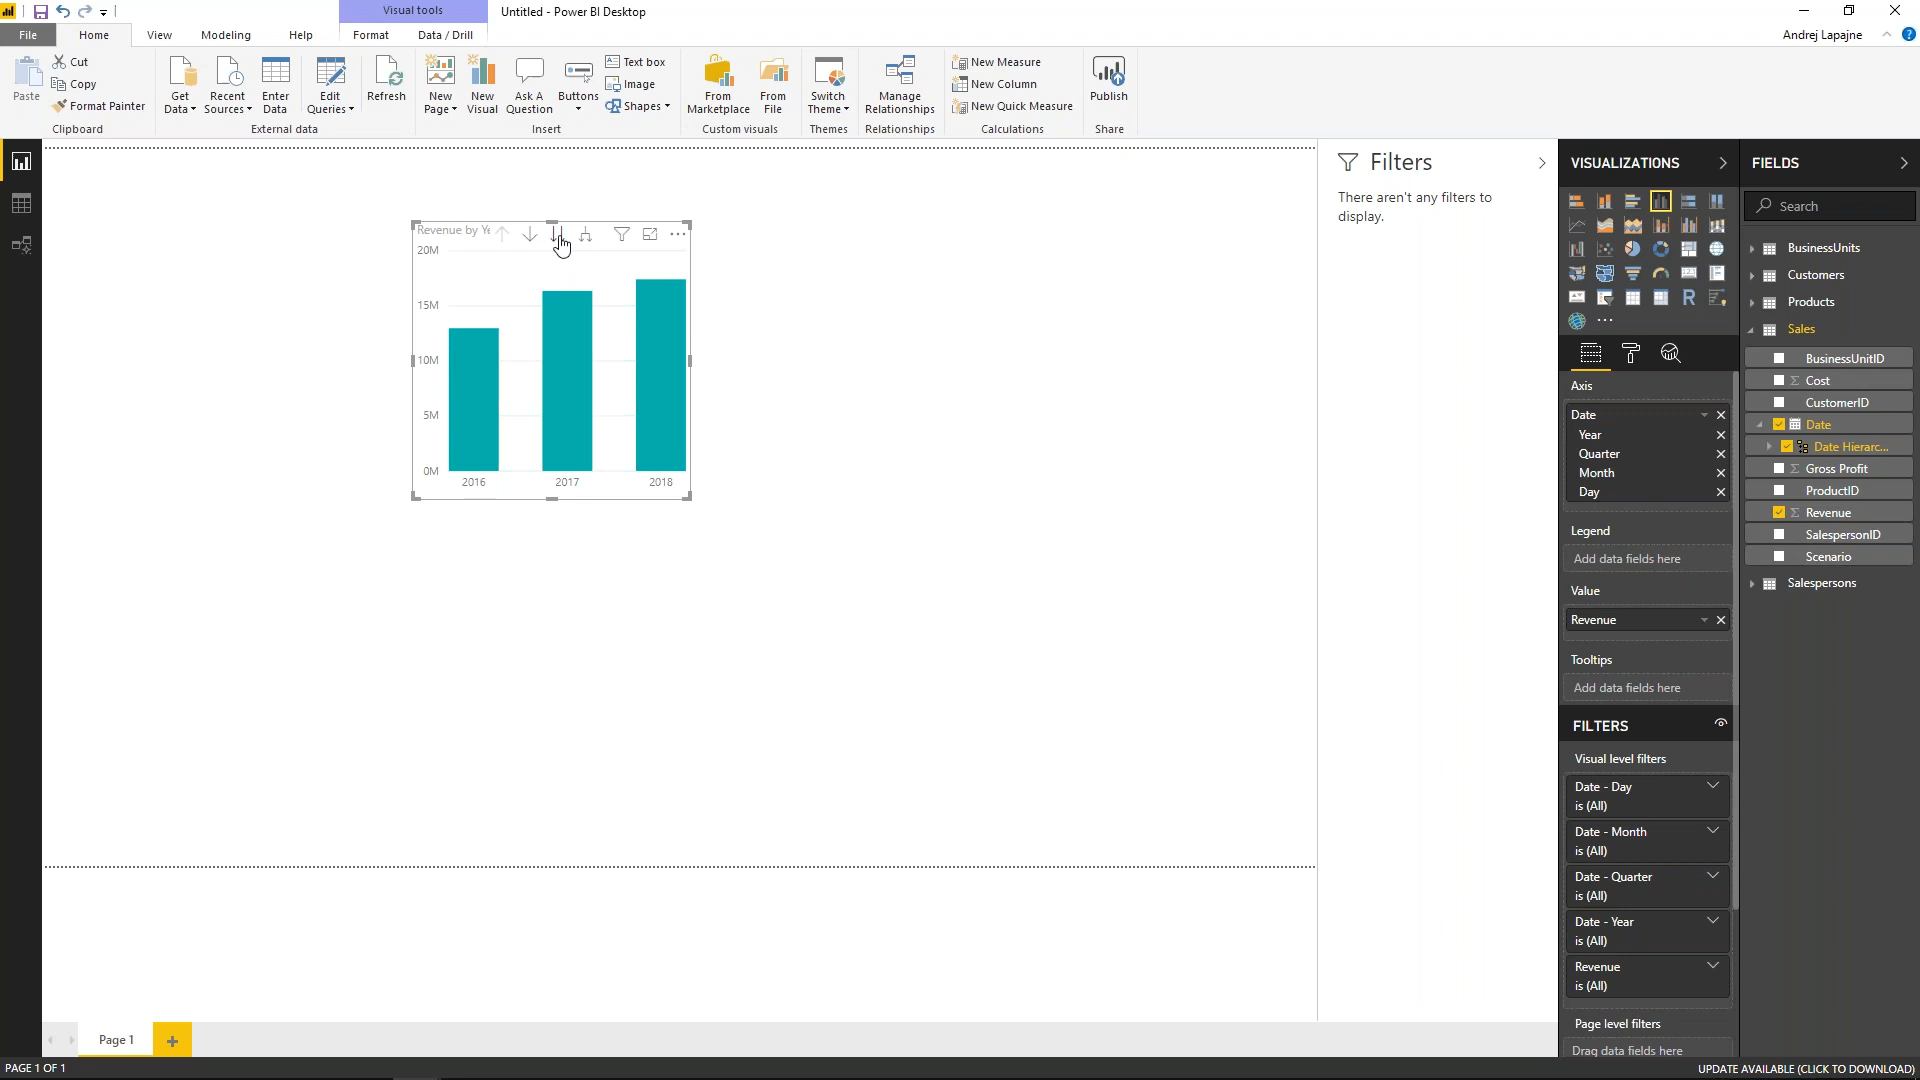 Visual tools
Untitled - Power BI Desktop
File
Home
View
Modeling
Help
Format
Data / Drill
Andrej Lapajne
Paste
Cut
Copy
Format Painter
Clipboard
Get Data
Recent Sources
Enter Data
Edit Queries
Refresh
External data
New Page
New Visual
Ask A Question
Buttons
Text box
Image
Shapes
Insert
From Marketplace
From File
Custom visuals
Switch Theme
Themes
Manage Relationships
Relationships
New Measure
New Column
New Quick Measure
Calculations
Publish
Share
Revenue by Ye
20M
15M
10M
5M
0M
2016
2017
2018
Filters
There aren't any filters to
display.
VISUALIZATIONS
R
Axis
Date
Year
Quarter
Month
Day
Legend
Add data fields here
Value
Revenue
Tooltips
Add data fields here
FILTERS
Visual level filters
Date - Day
is (All)
Date - Month
is (All)
Date - Quarter
is (All)
Date - Year
is (All)
Revenue
is (All)
Page level filters
Drag data fields here
FIELDS
Search
BusinessUnits
Customers
Products
Sales
BusinessUnitID
Σ Cost
CustomerID
Date
Date Hierarc...
Σ Gross Profit
ProductID
Σ Revenue
SalespersonID
Scenario
Salespersons
Page 1
PAGE 1 OF 1
UPDATE AVAILABLE (CLICK TO DOWNLOAD)